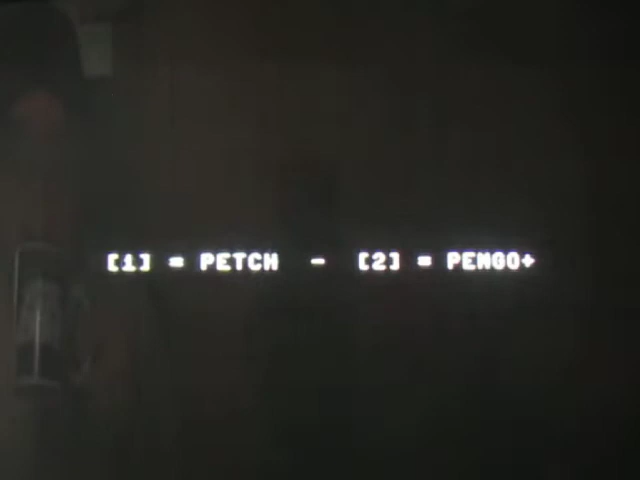 [1] = PETCH - [2] = PENGO+